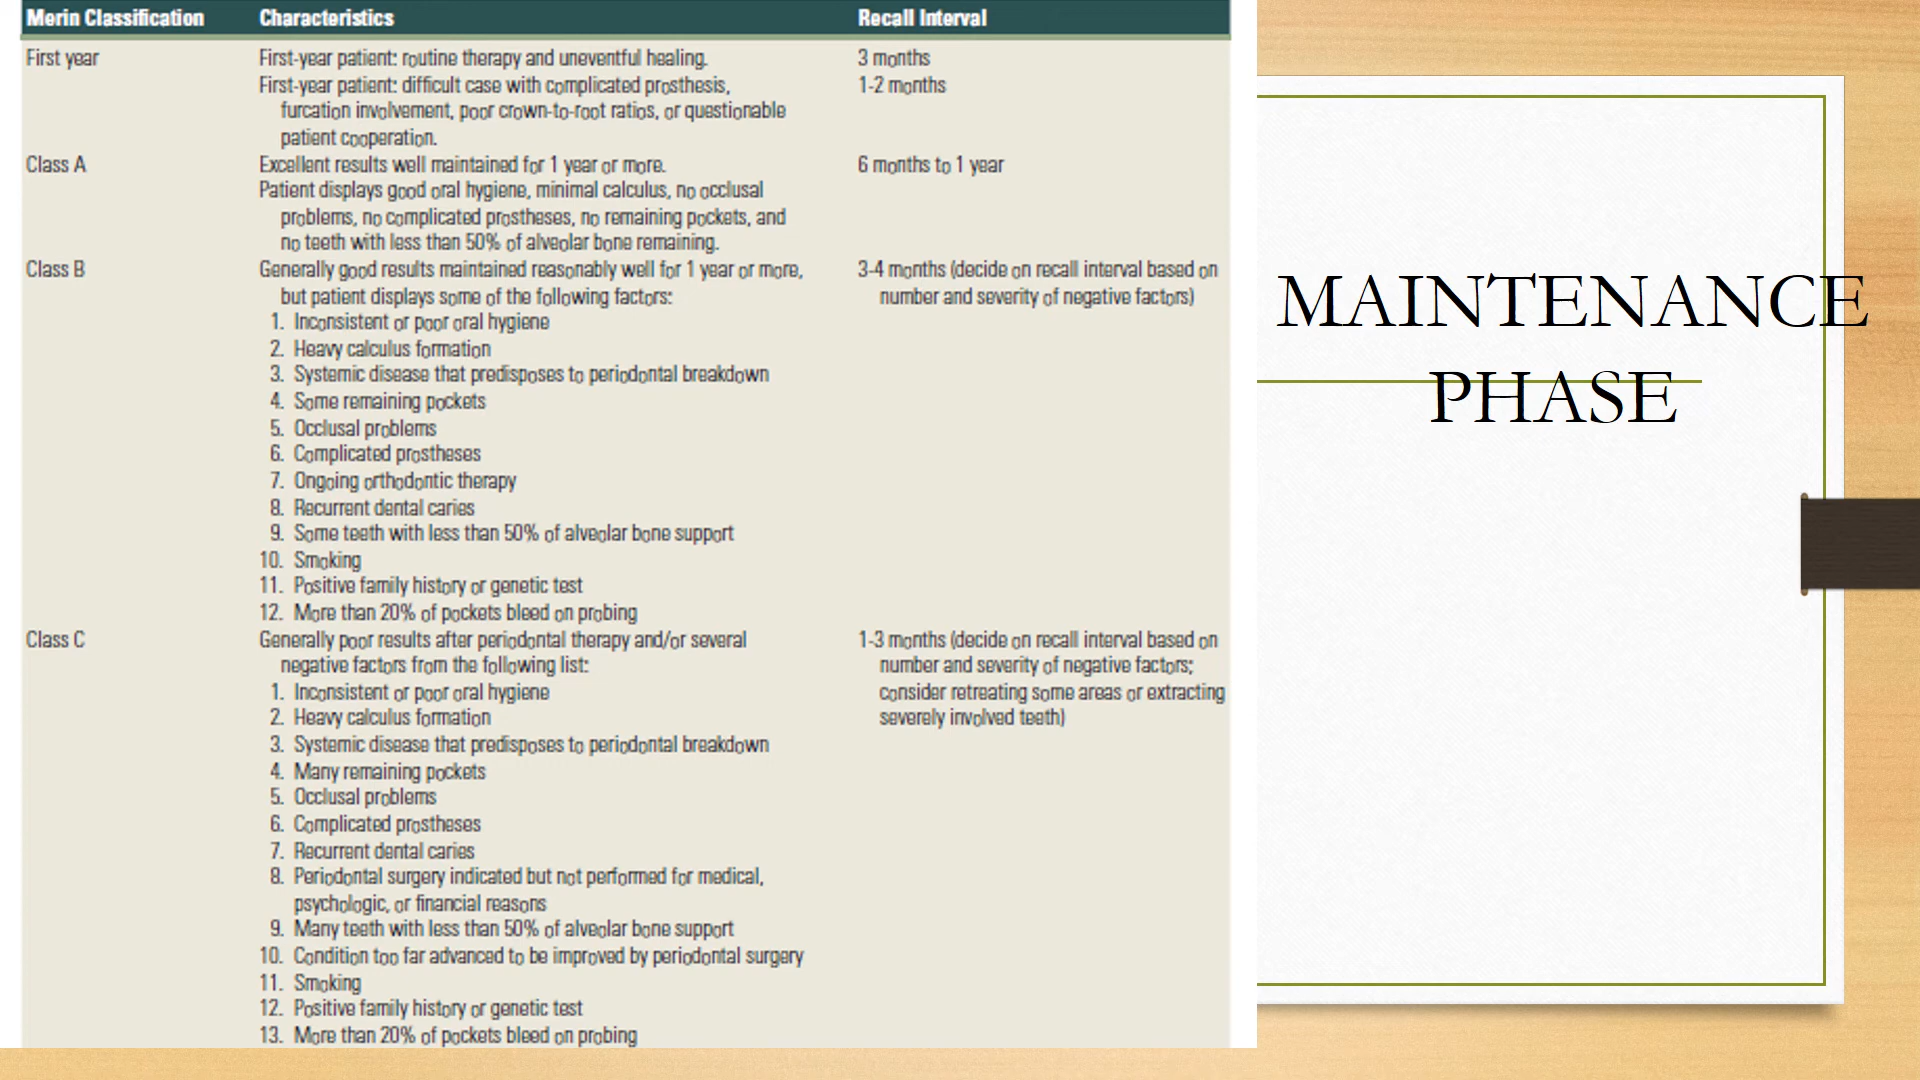 Merin Classification Characteristics Recall Interval
First year First-year patient: routine therapy and uneventful healing. 3 months
First-year patient: difficult case with complicated prosthesis, 1-2 months
furcation involvement, poor crown-to-root ratios, or questionable
patient cooperation.
Class A Excellent results well maintained for 1 year or more. 6 months to 1 year
Patient displays good oral hygiene, minimal calculus, no occlusal
problems, no complicated prostheses, no remaining pockets, and
no teeth with less than 50% of alveolar bone remaining.
Class B Generally good results maintained reasonably well for 1 year or more, 3-4 months (decide on recall interval based on
but patient displays some of the following factors: number and severity of negative factors)
1. Inconsistent or poor oral hygiene
2. Heavy calculus formation
3. Systemic disease that predisposes to periodontal breakdown
4. Some remaining pockets
5. Occlusal problems
6. Complicated prostheses
7. Ongoing orthodontic therapy
8. Recurrent dental caries
9. Some teeth with less than 50% of alveolar bone support
10. Smoking
11. Positive family history or genetic test
12. More than 20% of pockets bleed on probing
Class C Generally poor results after periodontal therapy and/or several 1-3 months (decide on recall interval based on
negative factors from the following list: number and severity of negative factors;
1. Inconsistent or poor oral hygiene consider retreating some areas or extracting
2. Heavy calculus formation severely involved teeth)
3. Systemic disease that predisposes to periodontal breakdown
4. Many remaining pockets
5. Occlusal problems
6. Complicated prostheses
7. Recurrent dental caries
8. Periodontal surgery indicated but not performed for medical,
psychologic, or financial reasons
9. Many teeth with less than 50% of alveolar bone support
10. Condition too far advanced to be improved by periodontal surgery
11. Smoking
12. Positive family history or genetic test
13. More than 20% of pockets bleed on probing
MAINTENANCE
PHASE